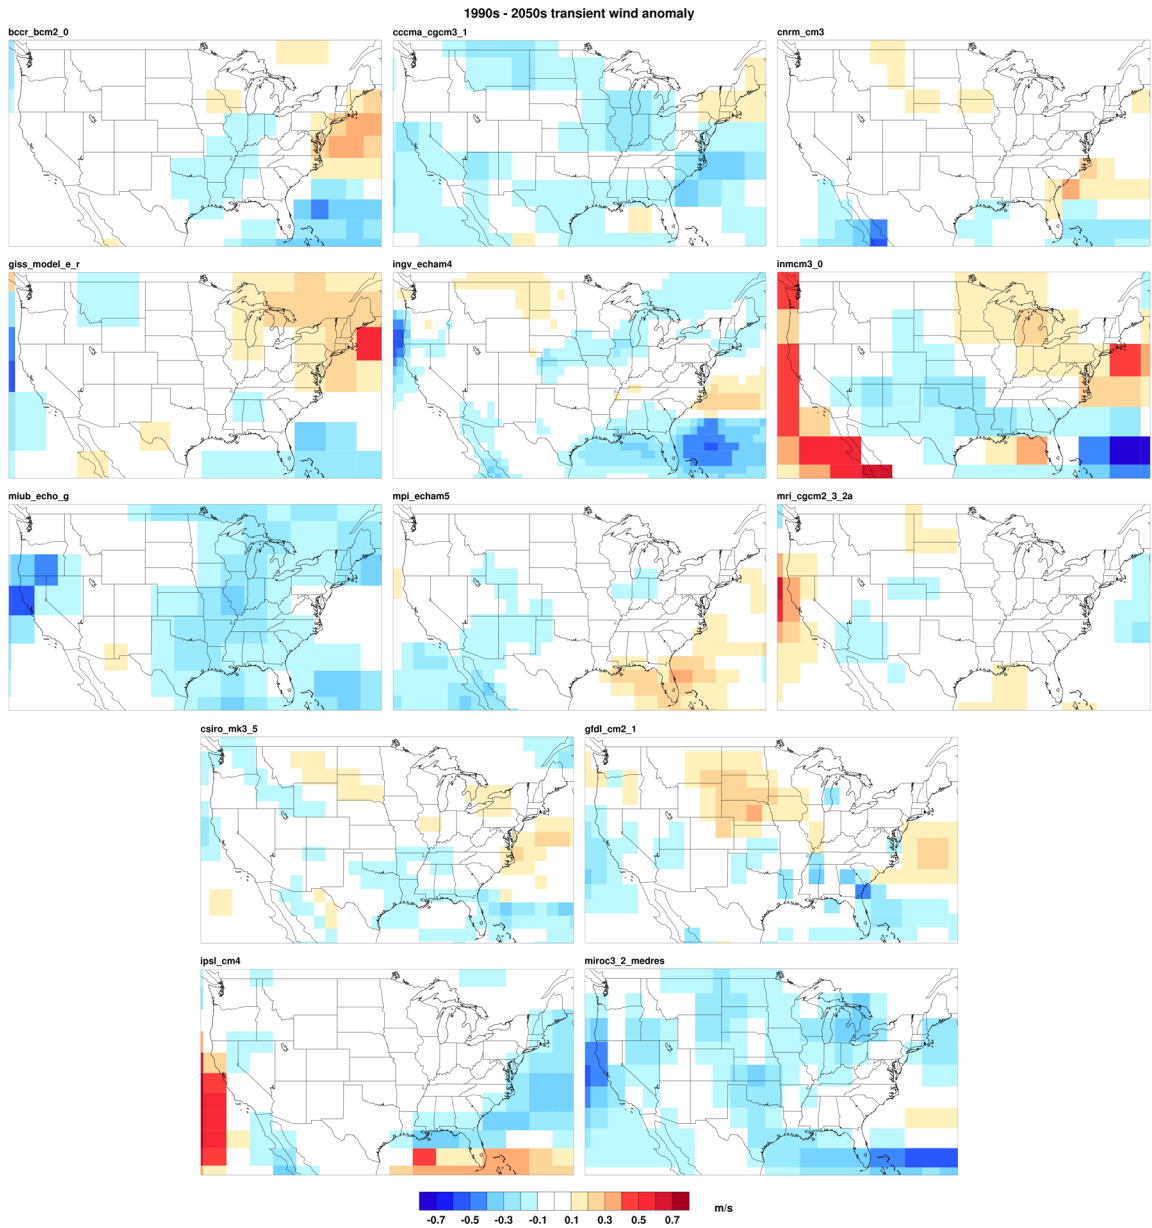 1990s - 2050s transient wind anomaly
bccr_bcm2_0
cccma_cgcm3_1
cnrm_cm3
giss_model_e_r
ingv_echam4
inmcm3_0
miub_echo_g
mpi_echam5
mri_cgcm2_3_2a
csiro_mk3_5
gfdl_cm2_1
ipsl_cm4
miroc3_2_medres
-0.7 -0.5 -0.3 -0.1 0.1 0.3 0.5 0.7 m/s